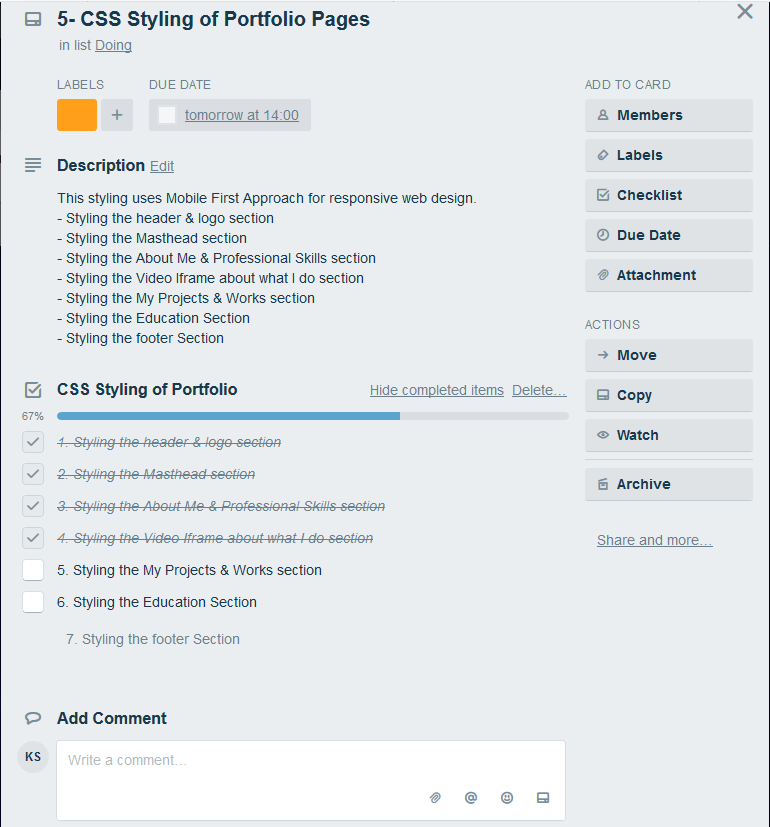 5- CSS Styling of Portfolio Pages
in list Doing
LABELS
DUE DATE
+
tomorrow at 14:00
Description Edit
This styling uses Mobile First Approach for responsive web design.
- Styling the header & logo section
- Styling the Masthead section
- Styling the About Me & Professional Skills section
- Styling the Video Iframe about what I do section
- Styling the My Projects & Works section
- Styling the Education Section
- Styling the footer Section
CSS Styling of Portfolio
Hide completed items Delete…
67%
1. Styling the header & logo section
2. Styling the Masthead section
3. Styling the About Me & Professional Skills section
4. Styling the Video Iframe about what I do section
5. Styling the My Projects & Works section
6. Styling the Education Section
7. Styling the footer Section
Add Comment
KS
Write a comment…
@
ADD TO CARD
Members
Labels
Checklist
Due Date
Attachment
ACTIONS
Move
Copy
Watch
Archive
Share and more…